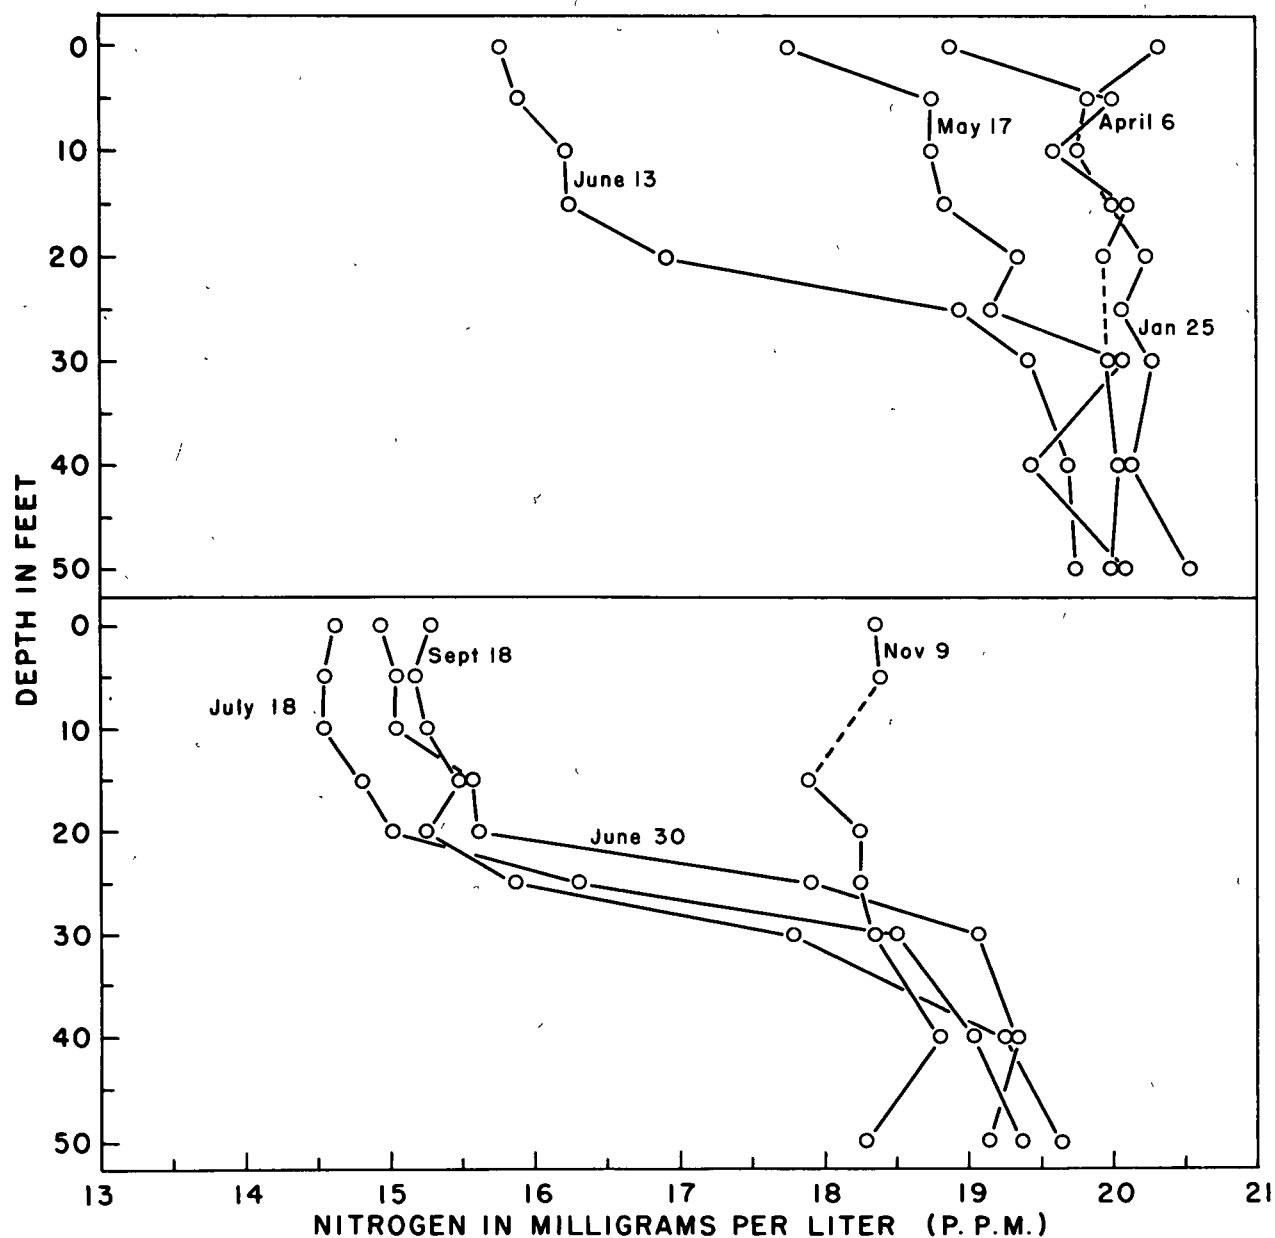 0
10
20
30
40
50
May 17
April 6
June 13
Jan 25
DEPTH IN FEET
0
10
20
30
40
50
Sept 18
Nov 9
July 18
June 30
13 14 15 16 17 18 19 20 21
NITROGEN IN MILLIGRAMS PER LITER (P.P.M.)